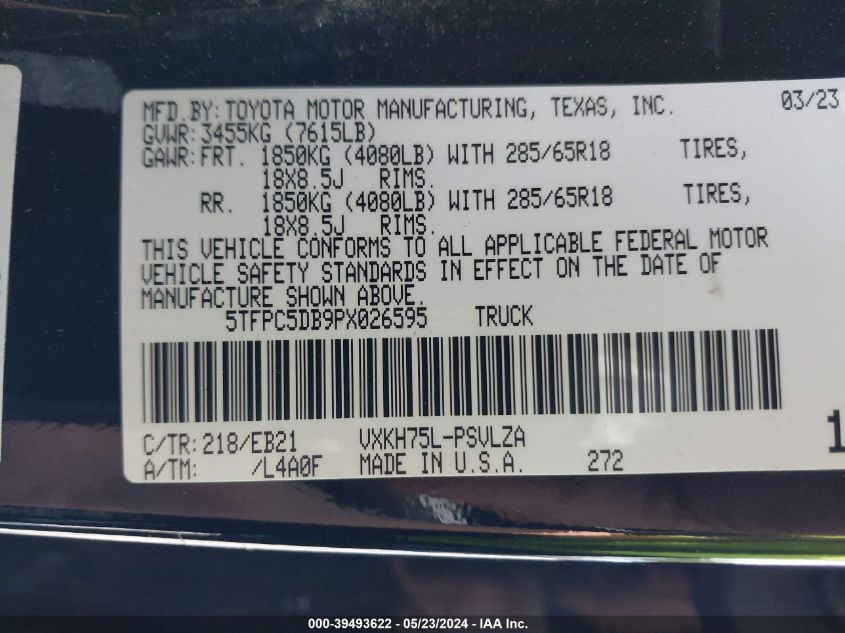 MFD.BY:TOYOTA MOTOR MANUFACTURING, TEXAS, INC. 03/23
GVWR:3455KG (7615LB)
GAWR:FRT. 1850KG (4080LB) WITH 285/65R18 TIRES,
18X8.5J RIMS.
RR. 1850KG (4080LB) WITH 285/65R18 TIRES,
18X8.5J RIMS.
THIS VEHICLE CONFORMS TO ALL APPLICABLE FEDERAL MOTOR
VEHICLE SAFETY STANDARDS IN EFFECT ON THE DATE OF
MANUFACTURE SHOWN ABOVE.
5TFPC5DB9PX026595 TRUCK
C/TR:218/EB21 VXKH75L-PSVLZA
A/TM: /L4A0F MADE IN U.S.A. 272
1
000-39493622 - 05/23/2024 - IAA Inc.